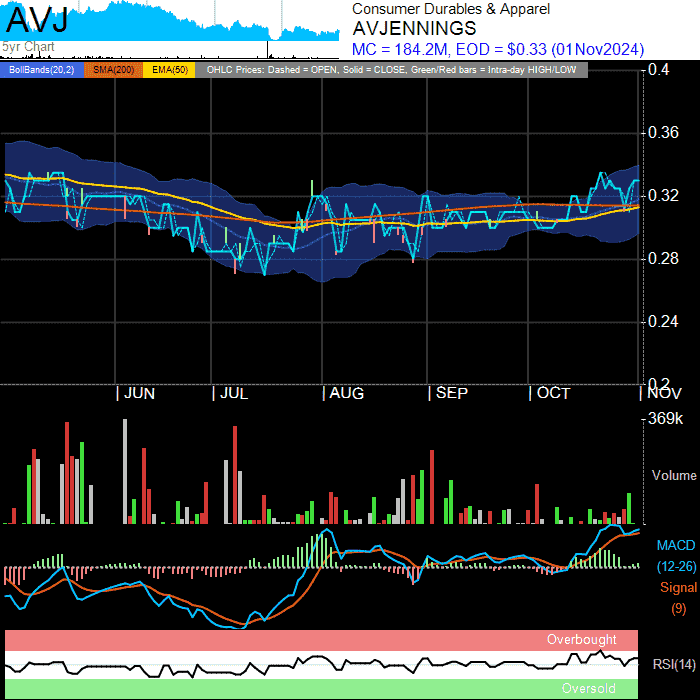 AVJ
5yr Chart
Consumer Durables & Apparel
AVJENNINGS
MC = 184.2M, EOD = $0.33 (01Nov2024)
BollBands(20,2) SMA(200) EMA(50) OHLC Prices: Dashed = OPEN, Solid = CLOSE, Green/Red bars = Intra-day HIGH/LOW
0.4
0.36
0.32
0.28
0.24
0.2
| JUN | JUL | AUG | SEP | OCT | NOV
369k
Volume
MACD
(12-26)
Signal
(9)
Overbought
RSI(14)
Oversold